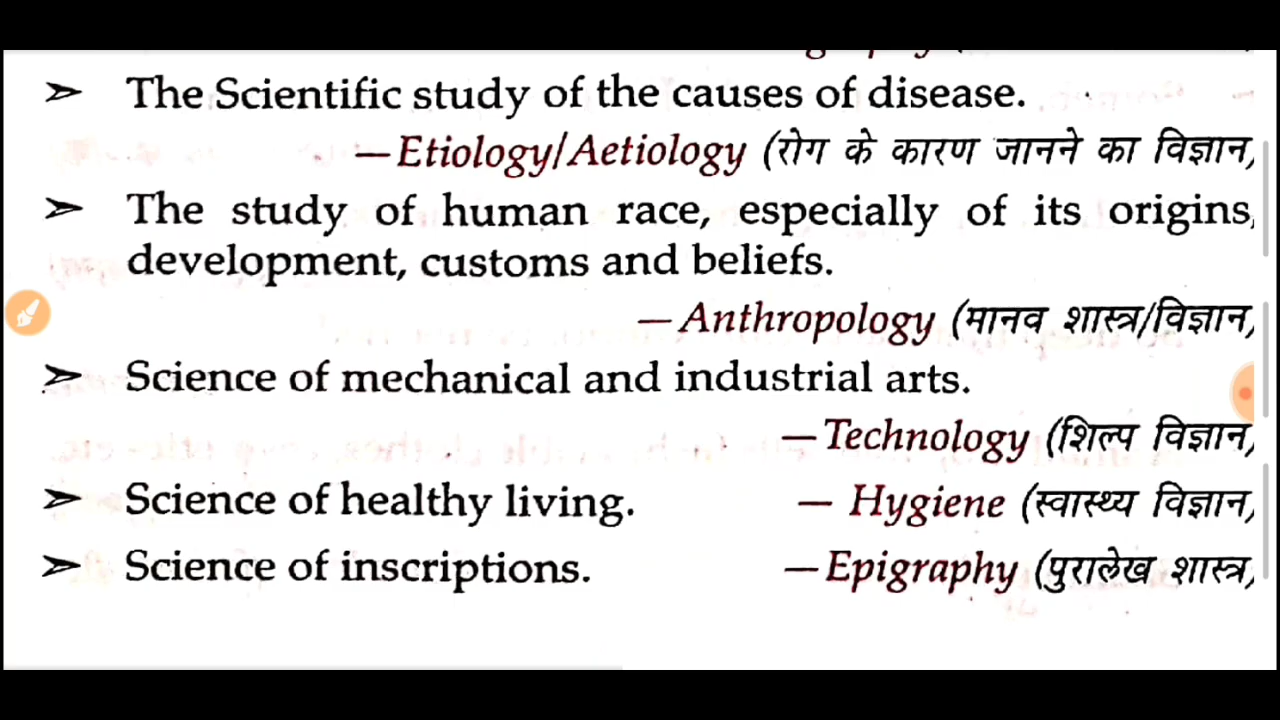 ➢ The Scientific study of the causes of disease.
—Etiology/Aetiology (रोग के कारण जानने का विज्ञान)
➢ The study of human race, especially of its origins,
development, customs and beliefs.
—Anthropology (मानव शास्त्र/विज्ञान)
➢ Science of mechanical and industrial arts.
—Technology (शिल्प विज्ञान)
➢ Science of healthy living. — Hygiene (स्वास्थ्य विज्ञान)
➢ Science of inscriptions. —Epigraphy (पुरालेख शास्त्र)